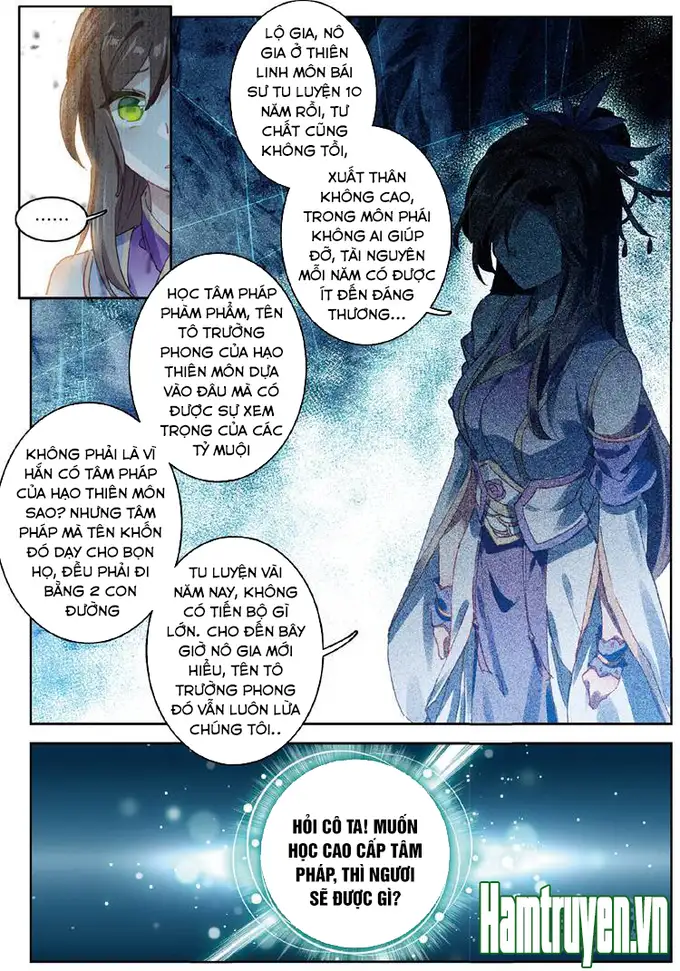 LỘ GIA, NÔ
GIA Ở THIÊN
LINH MÔN BÁI
SƯ TU LUYỆN 10
NĂM RỒI, TƯ
CHẤT CŨNG
KHÔNG TỒI,
XUẤT THÂN
KHÔNG CAO,
TRONG MÔN PHÁI
KHÔNG AI GIÚP
ĐỠ, TÀI NGUYÊN
MỖI NĂM CÓ ĐƯỢC
ÍT ĐẾN ĐÁNG
THƯƠNG...
......
HỌC TÂM PHÁP
PHÀM PHẨM, TÊN
TÔ TRƯỞNG
PHONG CỦA HẠO
THIÊN MÔN DỰA
VÀO ĐÂU MÀ CÓ
ĐƯỢC SỰ XEM
TRỌNG CỦA CÁC
TỶ MUỘI
KHÔNG PHẢI LÀ VÌ
HẮN CÓ TÂM PHÁP
CỦA HẠO THIÊN MÔN
SAO? NHƯNG TÂM
PHÁP MÀ TÊN KHỐN
ĐÓ DẠY CHO BỌN
HỌ, ĐỀU PHẢI ĐI
BẰNG 2 CON
ĐƯỜNG
TU LUYỆN VÀI
NĂM NAY, KHÔNG
CÓ TIẾN BỘ GÌ
LỚN. CHO ĐẾN BÂY
GIỜ NÔ GIA MỚI
HIỂU, TÊN TÔ
TRƯỞNG PHONG
ĐÓ VẪN LUÔN LỪA
CHÚNG TÔI..
HỎI CÔ TA! MUỐN
HỌC CAO CẤP TÂM
PHÁP, THÌ NGƯƠI
SẼ ĐƯỢC GÌ?
Hamtruyen.vn